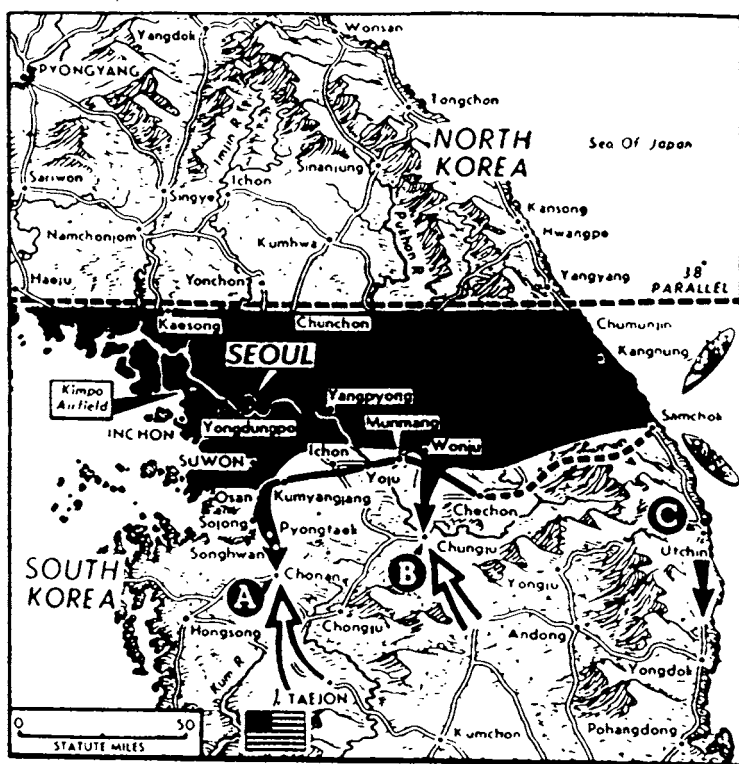 Wonsan
Yangdok
PYONGYANG
Tongchon
NORTH
KOREA
Sea Of Japan
Imjin R
Sinanjung
Ichon
Sariwon
Singye
Kansong
Hwangpo
Namchonjom
Kumhwa
Pukhan R
Haeju
Yonchon
Yangyang
38°
PARALLEL
Kaesong
Chunchon
Chumunjin
SEOUL
Kangnung
Kimpo
Airfield
Yangpyong
Yongdungpo
Munmang
Samchok
INCHON
Ichon
Wonju
SUWON
Yoju
Osan
Kumyangjang
Chechon
Sojong
Pyongtaek
C
Songhwan
Chungju
Utchin
SOUTH
KOREA
A
Chonan
B
Yongju
Hongsong
Chongju
Andong
Kum R
Yongdok
TAEJON
0 50
STATUTE MILES
Kumchon
Pohangdong